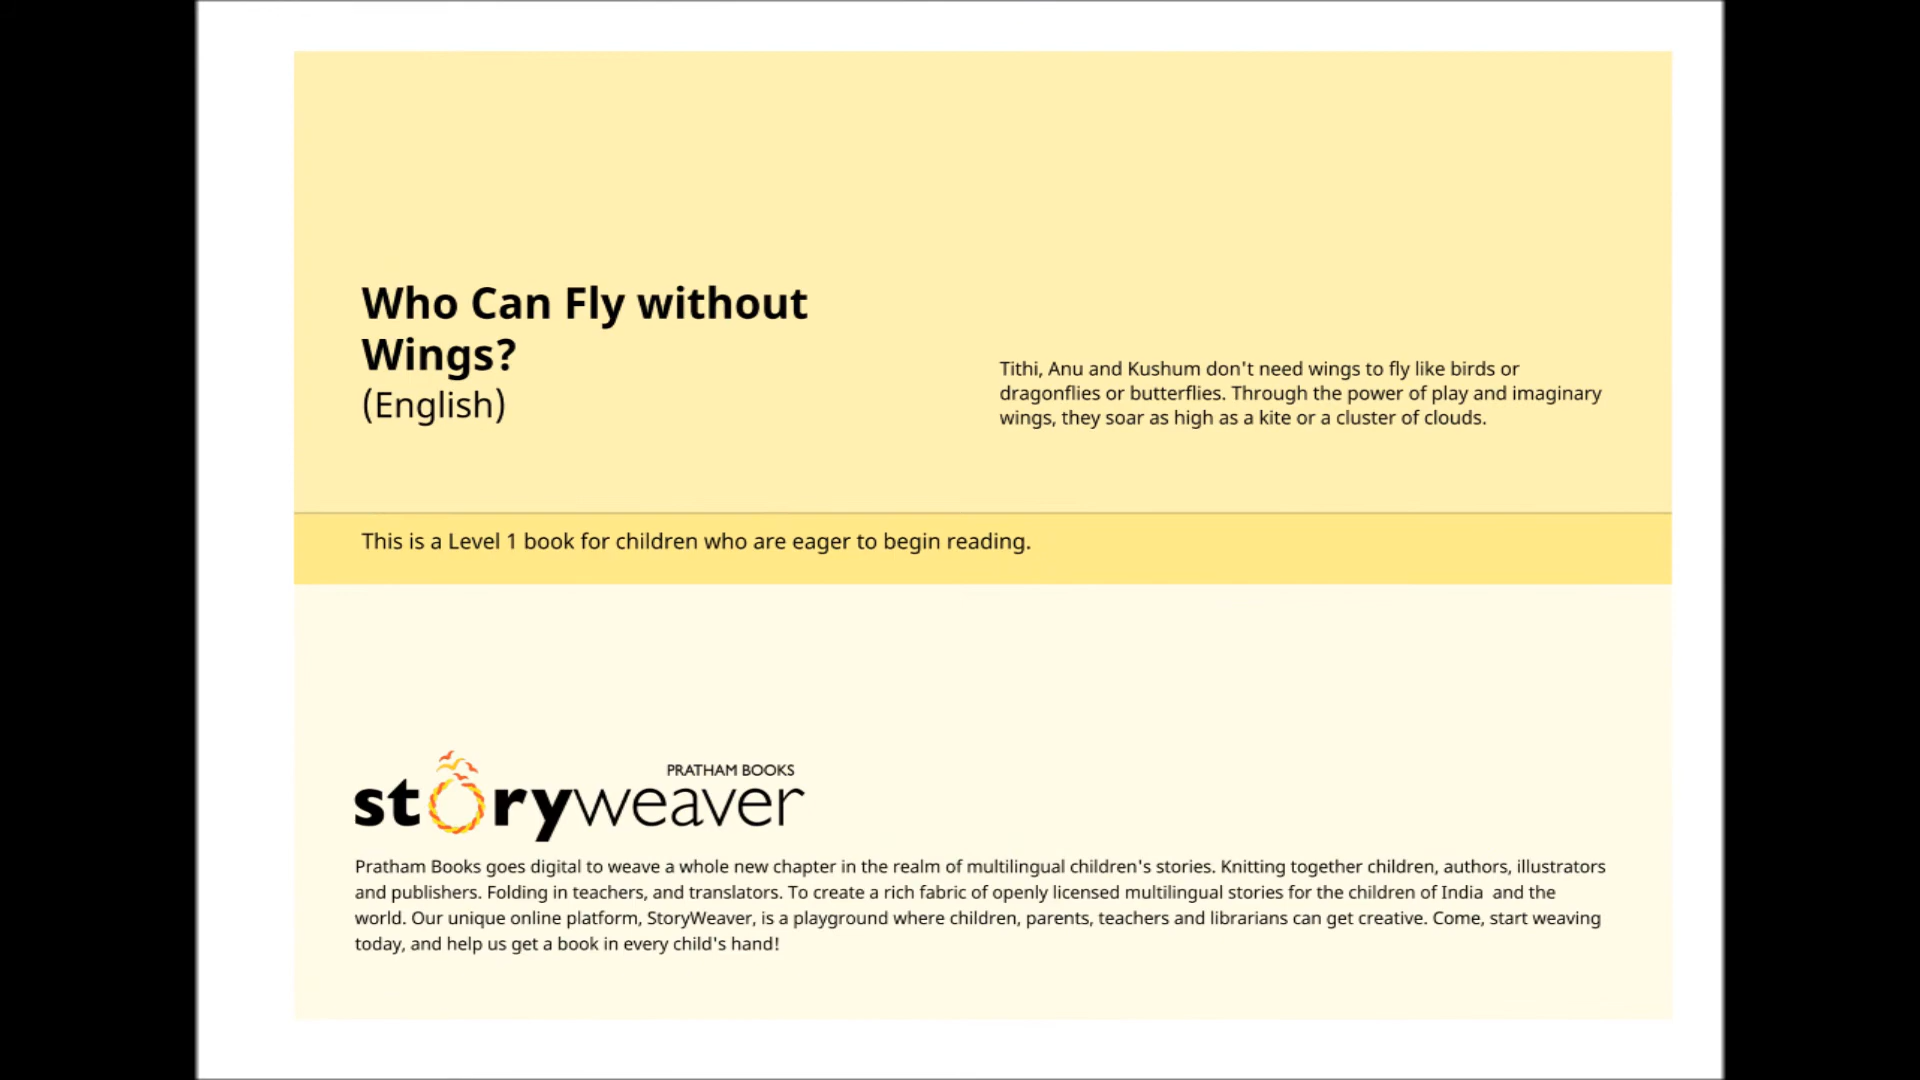 Who Can Fly without
Wings?
(English)
Tithi, Anu and Kushum don't need wings to fly like birds or
dragonflies or butterflies. Through the power of play and imaginary
wings, they soar as high as a kite or a cluster of clouds.
This is a Level 1 book for children who are eager to begin reading.
PRATHAM BOOKS
storyweaver
Pratham Books goes digital to weave a whole new chapter in the realm of multilingual children's stories. Knitting together children, authors, illustrators
and publishers. Folding in teachers, and translators. To create a rich fabric of openly licensed multilingual stories for the children of India and the
world. Our unique online platform, StoryWeaver, is a playground where children, parents, teachers and librarians can get creative. Come, start weaving
today, and help us get a book in every child's hand!